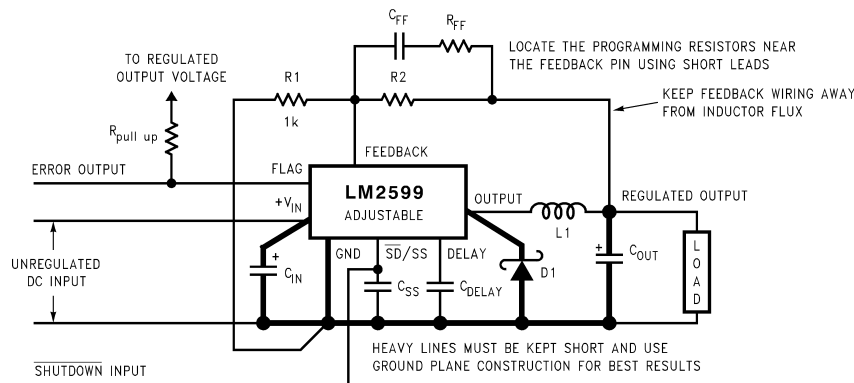 C_FF
R_FF
LOCATE THE PROGRAMMING RESISTORS NEAR
THE FEEDBACK PIN USING SHORT LEADS
TO REGULATED
OUTPUT VOLTAGE
R1
R2
KEEP FEEDBACK WIRING AWAY
FROM INDUCTOR FLUX
1k
R_pull up
FEEDBACK
ERROR OUTPUT
FLAG
LM2599
ADJUSTABLE
OUTPUT
REGULATED OUTPUT
+V_IN
L1
UNREGULATED
DC INPUT
+
C_IN
GND
S̅D̅/SS
DELAY
D1
+
C_OUT
LOAD
C_SS
C_DELAY
HEAVY LINES MUST BE KEPT SHORT AND USE
GROUND PLANE CONSTRUCTION FOR BEST RESULTS
S̅H̅U̅T̅D̅O̅W̅N̅ INPUT